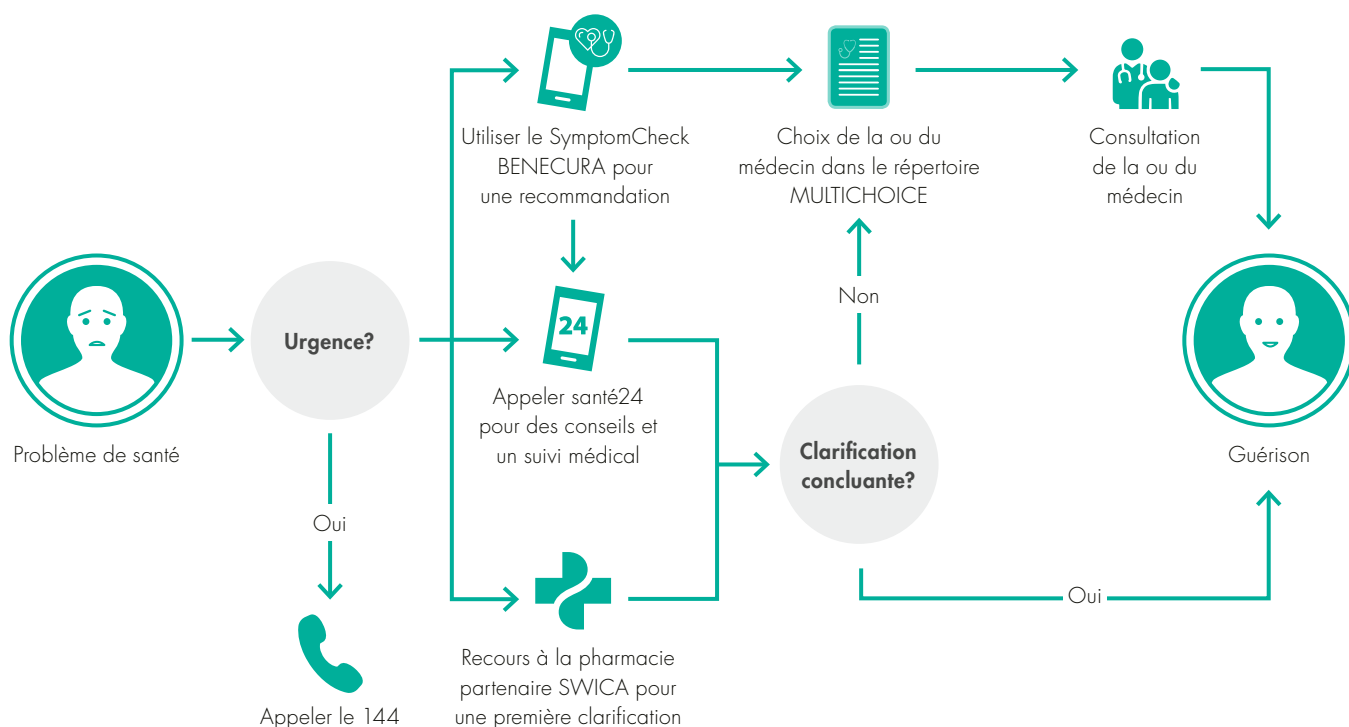 Utiliser le SymptomCheck
BENECURA pour
une recommandation
Choix de la ou du
médecin dans le répertoire
MULTICHOICE
Consultation
de la ou du
médecin
Problème de santé
Urgence?
Oui
Appeler le 144
24
Appeler santé24
pour des conseils et
un suivi médical
Recours à la pharmacie
partenaire SWICA pour
une première clarification
Clarification
concluante?
Non
Oui
Guérison